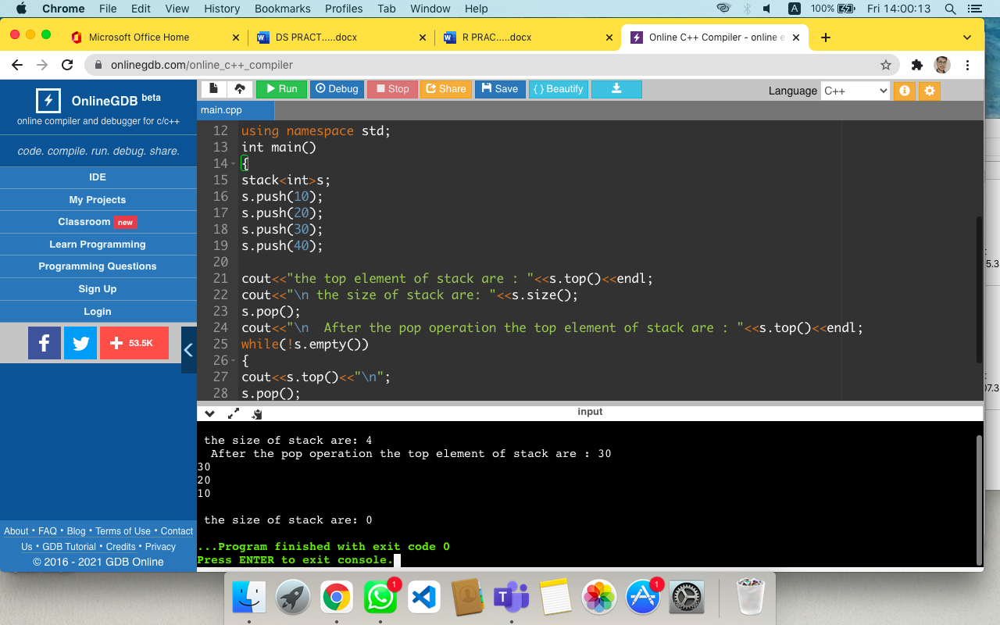 Chrome File Edit View History Bookmarks Profiles Tab Window Help A 100% Fri 14:00:13
Microsoft Office Home
DS PRACT.....docx
R PRAC.....docx
Online C++ Compiler - online e
onlinegdb.com/online_c++_compiler
OnlineGDB beta
online compiler and debugger for c/c++
code. compile. run. debug. share.
IDE
My Projects
Classroom new
Learn Programming
Programming Questions
Sign Up
Login
53.5K
About • FAQ • Blog • Terms of Use • Contact
Us • GDB Tutorial • Credits • Privacy
© 2016 - 2021 GDB Online
Run Debug Stop Share Save { } Beautify
Language C++
main.cpp
12 using namespace std;
13 int main()
14 {
15 stack<int>s;
16 s.push(10);
17 s.push(20);
18 s.push(30);
19 s.push(40);
20
21 cout<<"the top element of stack are : "<<s.top()<<endl;
22 cout<<"\n the size of stack are: "<<s.size();
23 s.pop();
24 cout<<"\n  After the pop operation the top element of stack are : "<<s.top()<<endl;
25 while(!s.empty())
26 {
27 cout<<s.top()<<"\n";
28 s.pop();
input
the size of stack are: 4
After the pop operation the top element of stack are : 30
30
20
10
the size of stack are: 0
...Program finished with exit code 0
Press ENTER to exit console.
5.3
07.3
1
T
1